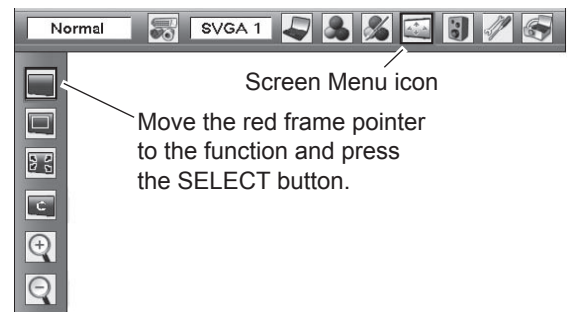 Normal SVGA 1
Screen Menu icon
Move the red frame pointer
to the function and press
the SELECT button.
C